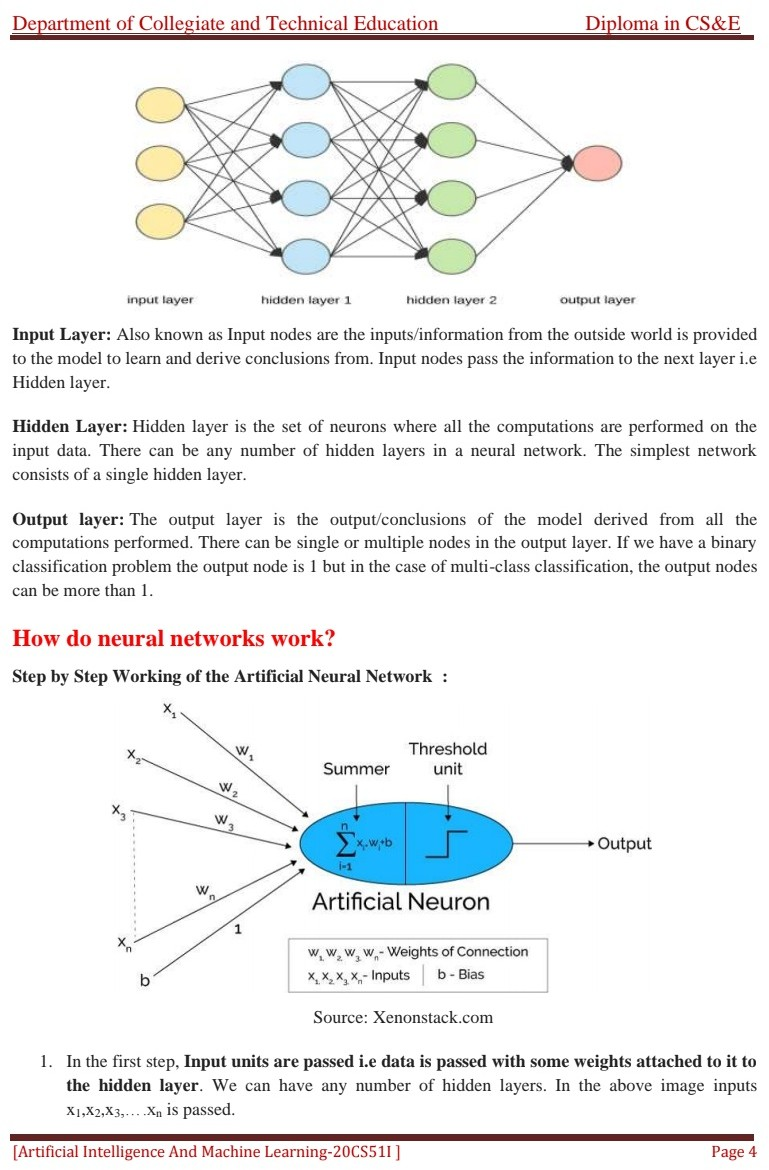 Department of Collegiate and Technical Education Diploma in CS&E
input layer hidden layer 1 hidden layer 2 output layer
Input Layer: Also known as Input nodes are the inputs/information from the outside world is provided
to the model to learn and derive conclusions from. Input nodes pass the information to the next layer i.e
Hidden layer.
Hidden Layer: Hidden layer is the set of neurons where all the computations are performed on the
input data. There can be any number of hidden layers in a neural network. The simplest network
consists of a single hidden layer.
Output layer: The output layer is the output/conclusions of the model derived from all the
computations performed. There can be single or multiple nodes in the output layer. If we have a binary
classification problem the output node is 1 but in the case of multi-class classification, the output nodes
can be more than 1.
How do neural networks work?
Step by Step Working of the Artificial Neural Network :
x₁
w₁
x₂
w₂
x₃
w₃
wₙ
xₙ
1
b
Summer
Threshold
unit
n
∑xᵢ.wᵢ+b
i=1
Output
Artificial Neuron
w₁, w₂, w₃, wₙ- Weights of Connection
x₁, x₂, x₃, xₙ- Inputs | b - Bias
Source: Xenonstack.com
1. In the first step, Input units are passed i.e data is passed with some weights attached to it to
the hidden layer. We can have any number of hidden layers. In the above image inputs
x₁,x₂,x₃,….xₙ is passed.
[Artificial Intelligence And Machine Learning-20CS51I ] Page 4